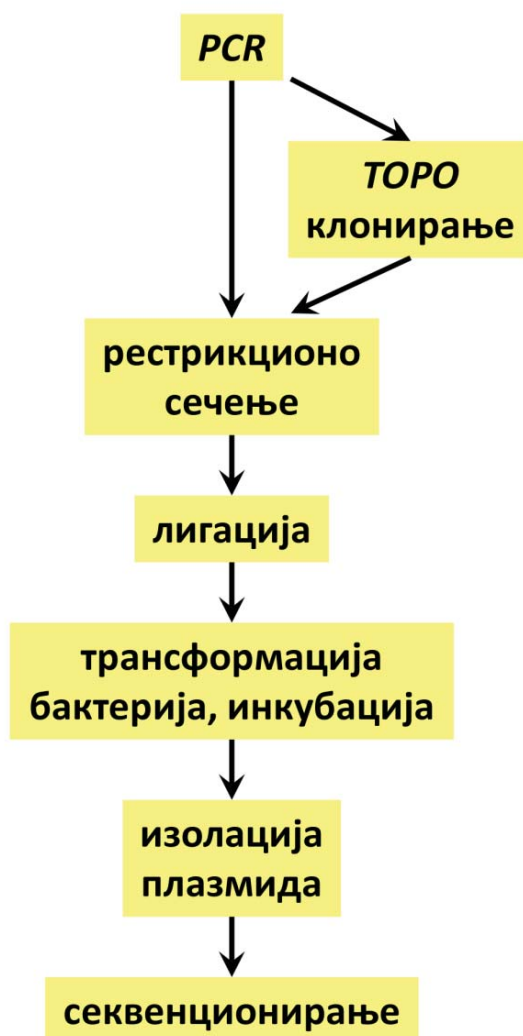 PCR
TOPO
клонирање
рестрикционо
сечење
лигација
трансформација
бактерија, инкубација
изолација
плазмида
секвенционирање